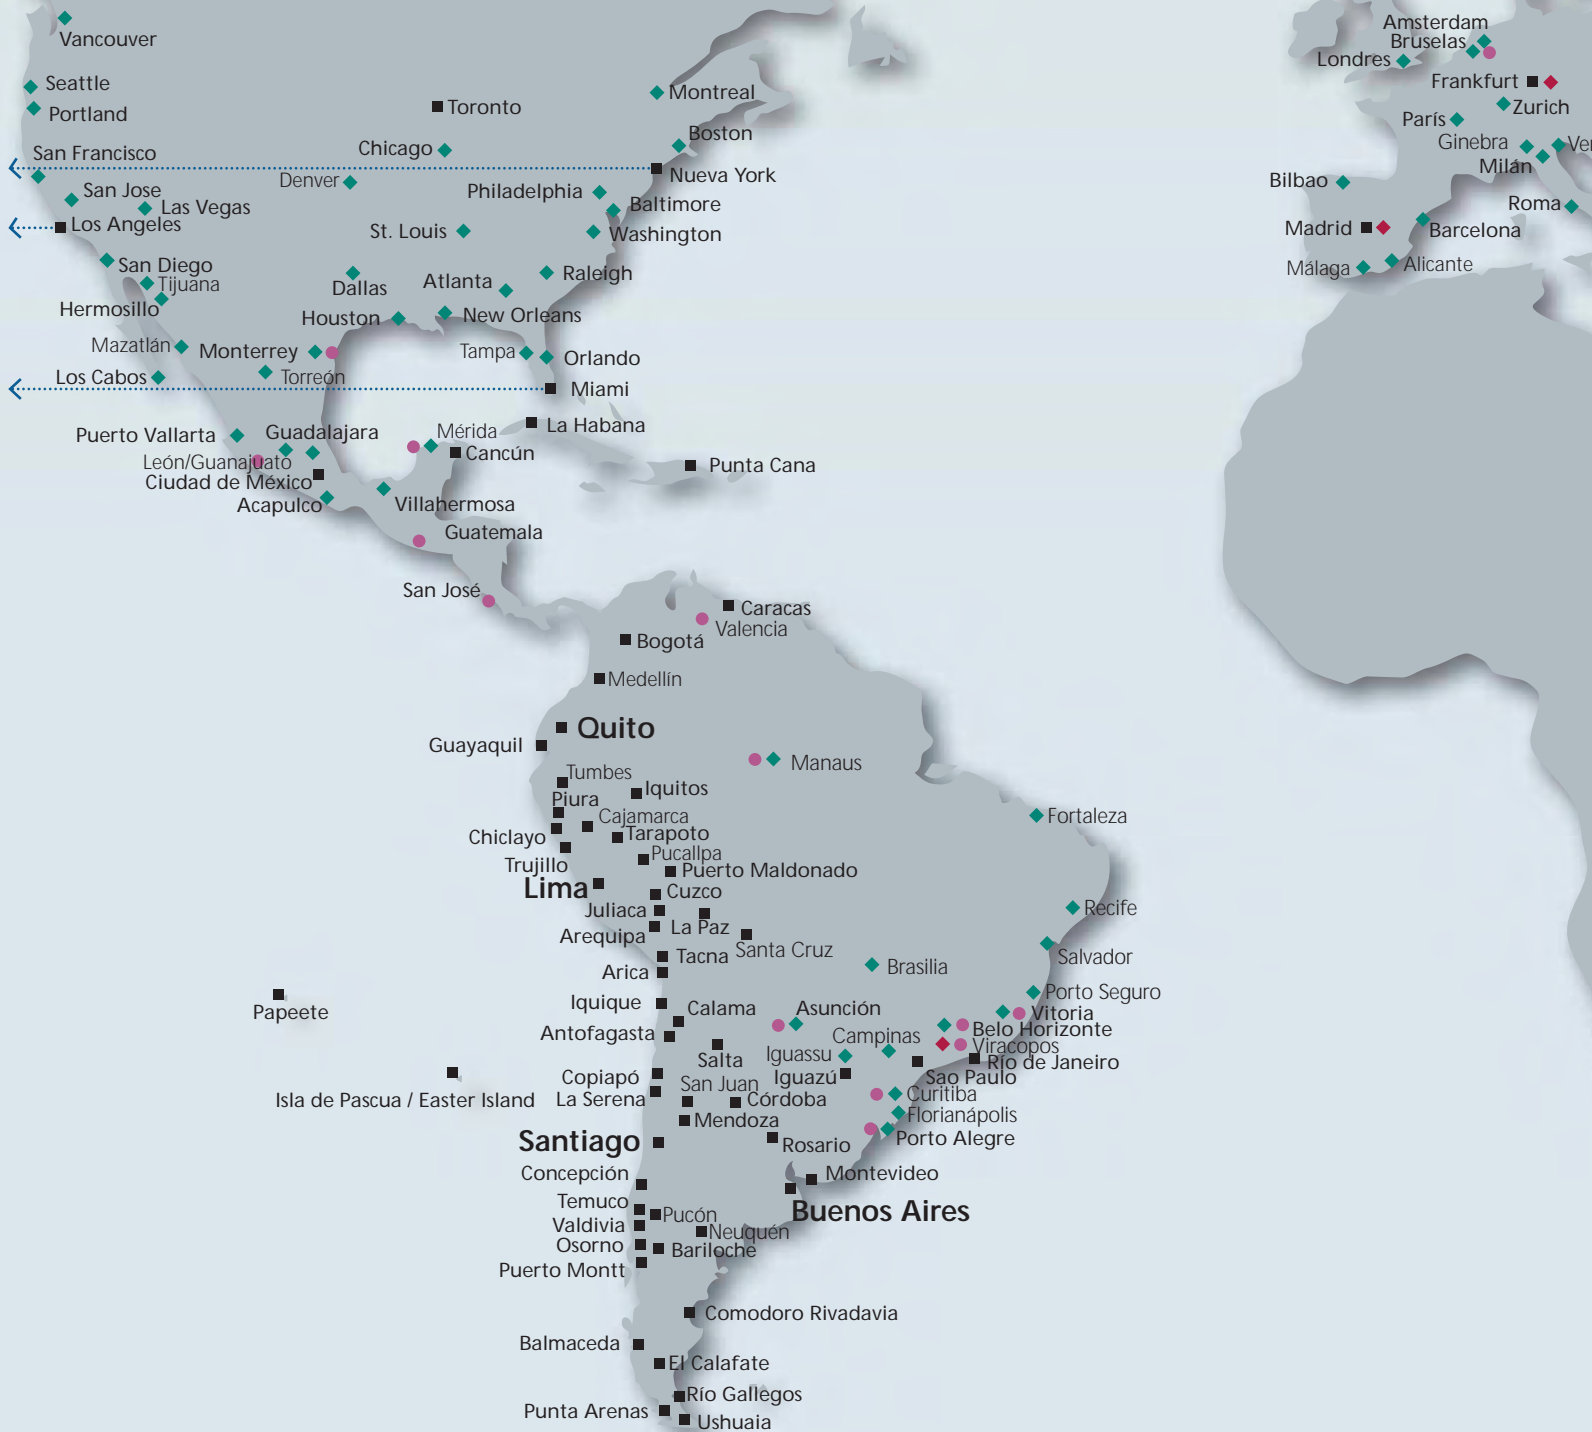 Vancouver
Amsterdam
Bruselas
Londres
Seattle
Frankfurt
Montreal
Toronto
Zurich
Portland
París
Boston
Ginebra
Ver
Chicago
San Francisco
Milán
Nueva York
Denver
Bilbao
San Jose
Philadelphia
Baltimore
Roma
Las Vegas
Los Angeles
Madrid
Barcelona
St. Louis
Washington
San Diego
Málaga
Alicante
Raleigh
Tijuana
Atlanta
Dallas
Hermosillo
New Orleans
Houston
Mazatlán
Monterrey
Tampa
Orlando
Los Cabos
Torreón
Miami
La Habana
Puerto Vallarta
Guadalajara
Mérida
Cancún
León/Guanajuato
Punta Cana
Ciudad de México
Acapulco
Villahermosa
Guatemala
San José
Caracas
Valencia
Bogotá
Medellín
Quito
Guayaquil
Manaus
Tumbes
Iquitos
Piura
Cajamarca
Fortaleza
Chiclayo
Tarapoto
Pucallpa
Trujillo
Puerto Maldonado
Lima
Cuzco
Juliaca
Recife
La Paz
Arequipa
Santa Cruz
Tacna
Salvador
Brasilia
Arica
Porto Seguro
Iquique
Calama
Asunción
Papeete
Vitoria
Antofagasta
Belo Horizonte
Campinas
Viracopos
Iguassu
Salta
Río de Janeiro
Copiapó
Iguazú
Sao Paulo
San Juan
Curitiba
Isla de Pascua / Easter Island
La Serena
Córdoba
Florianápolis
Mendoza
Porto Alegre
Santiago
Rosario
Concepción
Montevideo
Temuco
Buenos Aires
Pucón
Valdivia
Neuquén
Osorno
Bariloche
Puerto Montt
Comodoro Rivadavia
Balmaceda
El Calafate
Río Gallegos
Punta Arenas
Ushuaia